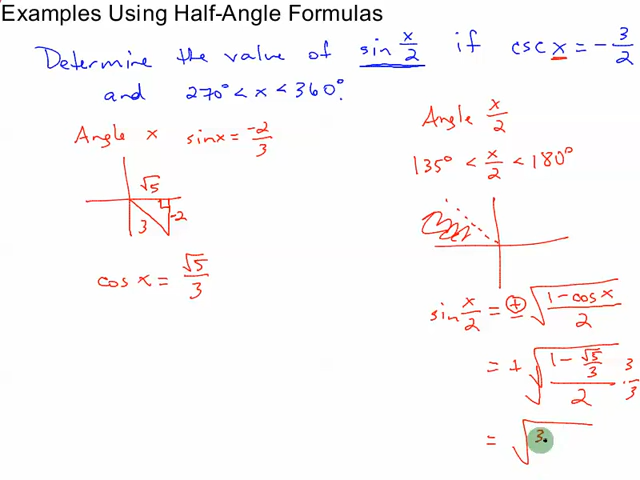 Examples Using Half-Angle Formulas
Determine the value of sin x/2 if csc x = -3/2
and 270° < x < 360°.
Angle x sin x = -2/3
√5
3
-2
cos x = √5/3
Angle x/2
135° < x/2 < 180°
sin x/2 = ± √((1 - cos x)/2)
= + √((1 - √5/3)/2) · 3/3
= √(3